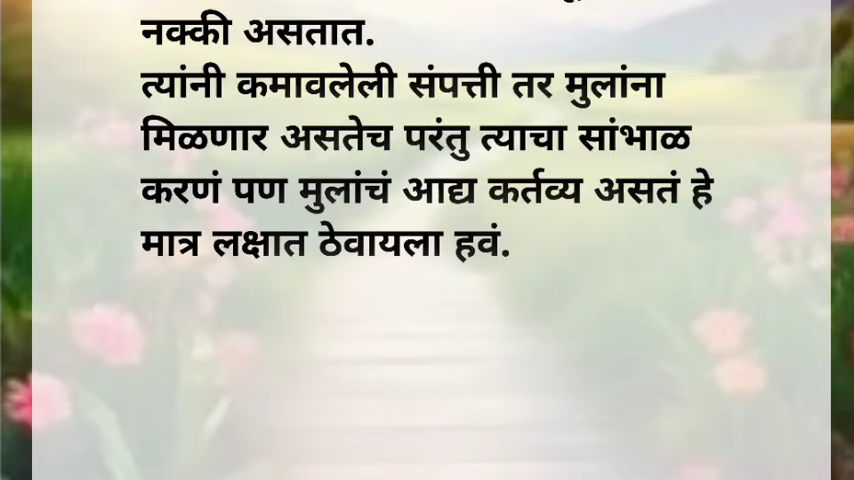 नक्की असतात.
त्यांनी कमावलेली संपत्ती तर मुलांना
मिळणार असतेच परंतु त्याचा सांभाळ
करणं पण मुलांचं आद्य कर्तव्य असतं हे
मात्र लक्षात ठेवायला हवं.